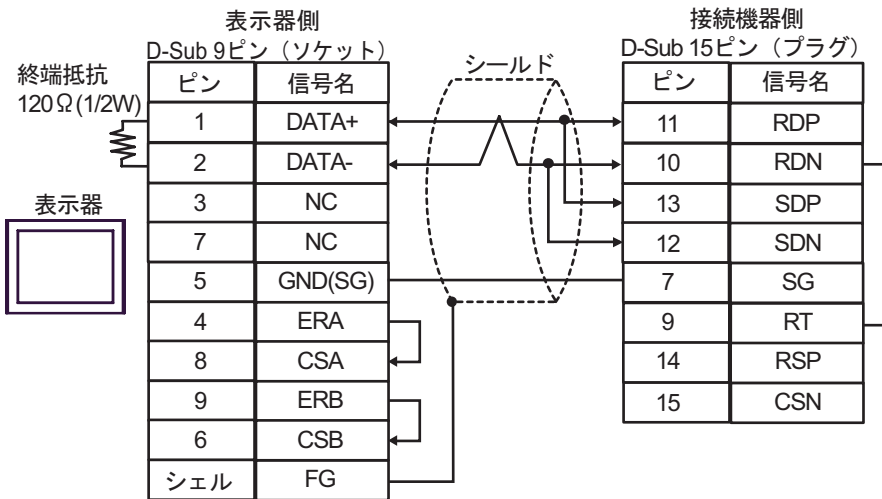 表示器側
D-Sub 9ピン（ソケット）
終端抵抗
120Ω(1/2W)
ピン 信号名
1 DATA+
2 DATA-
3 NC
7 NC
5 GND(SG)
4 ERA
8 CSA
9 ERB
6 CSB
シェル FG
表示器
シールド
接続機器側
D-Sub 15ピン（プラグ）
ピン 信号名
11 RDP
10 RDN
13 SDP
12 SDN
7 SG
9 RT
14 RSP
15 CSN